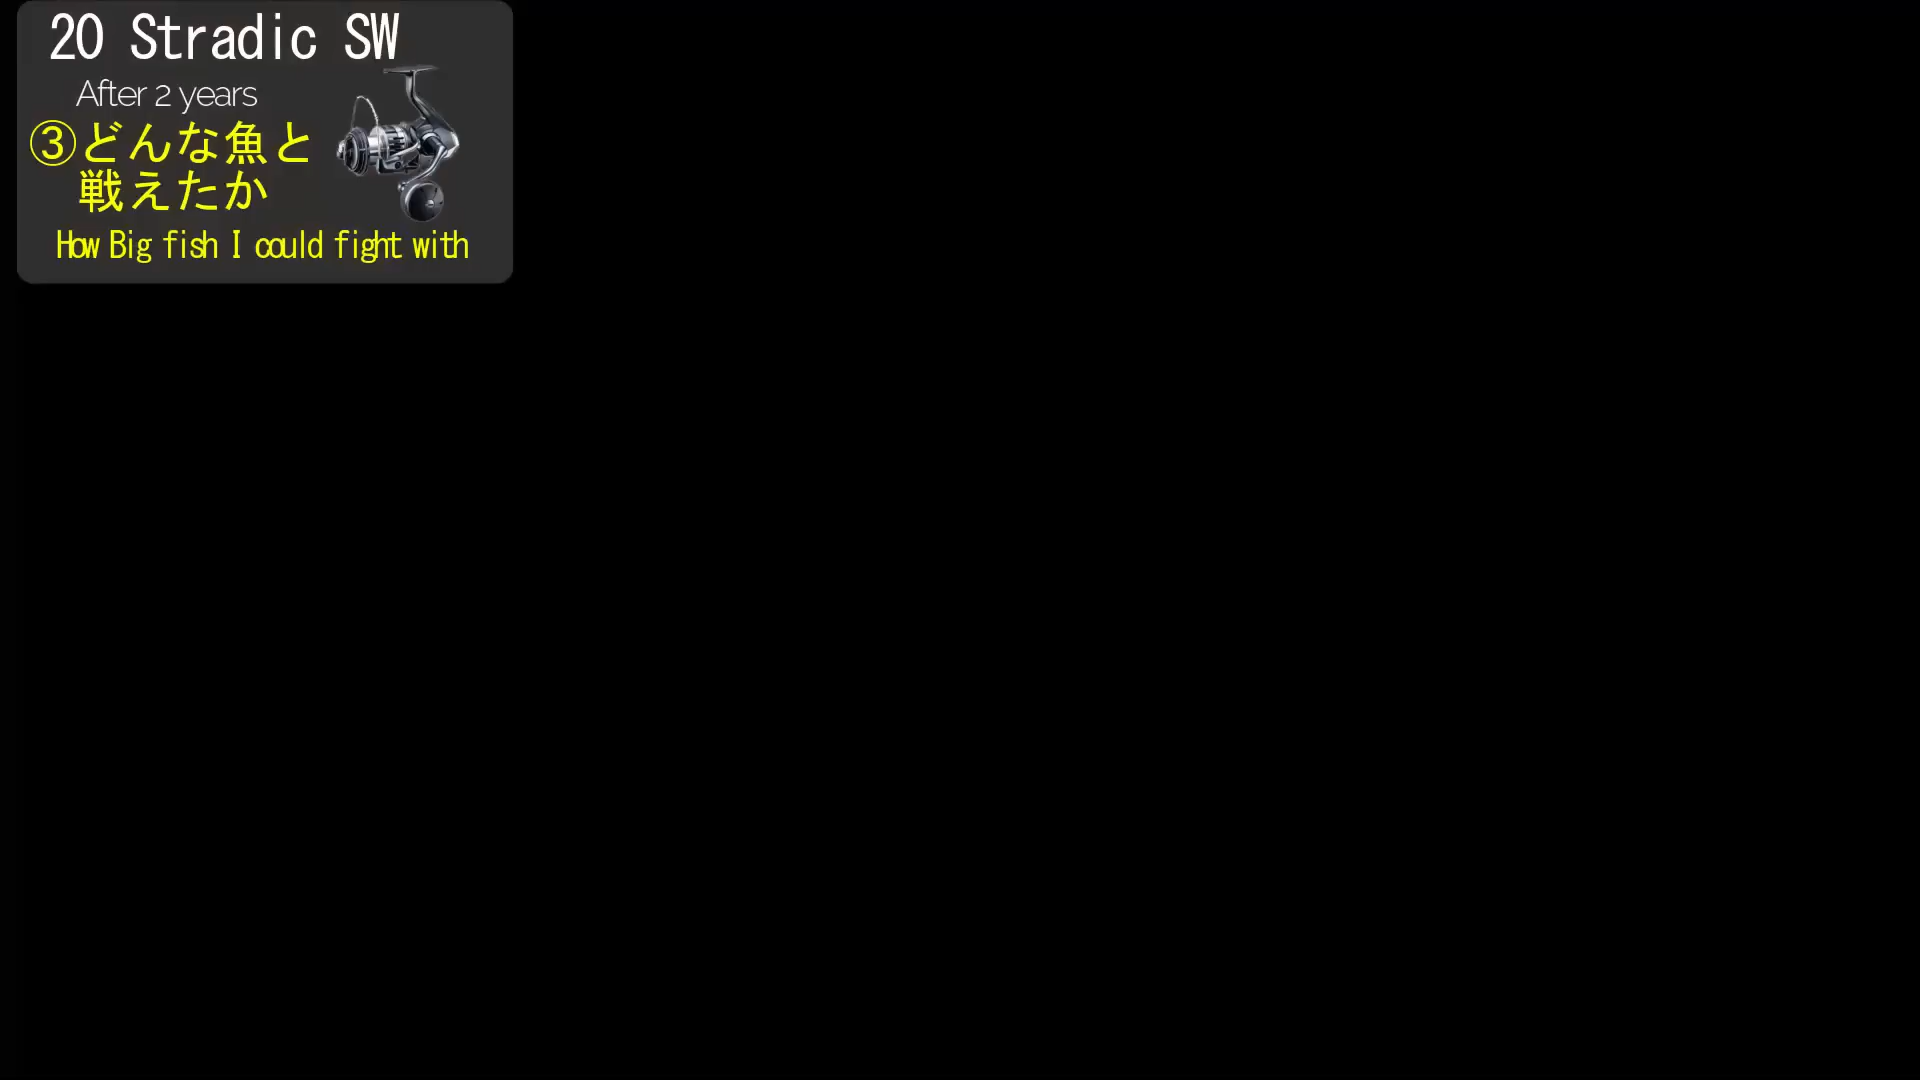 20 Stradic SW
After 2 years
③どんな魚と
戦えたか
How Big fish I could fight with